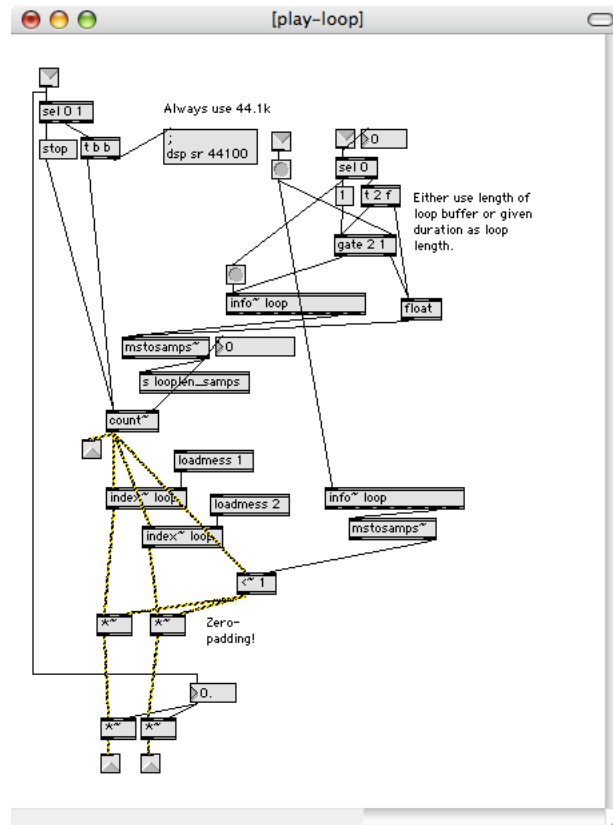 [play-loop]
sel 0 1
Always use 44.1k
stop
t b b
;
dsp sr 44100
0
sel 0
1
t 2 f
Either use length of
loop buffer or given
duration as loop
length.
gate 2 1
info~ loop
float
mstosamps~
0
s looplen_samps
count~
loadmess 1
index~ loop
loadmess 2
info~ loop
index~ loop
mstosamps~
<~ 1
*~
*~
Zero-
padding!
0.
*~
*~